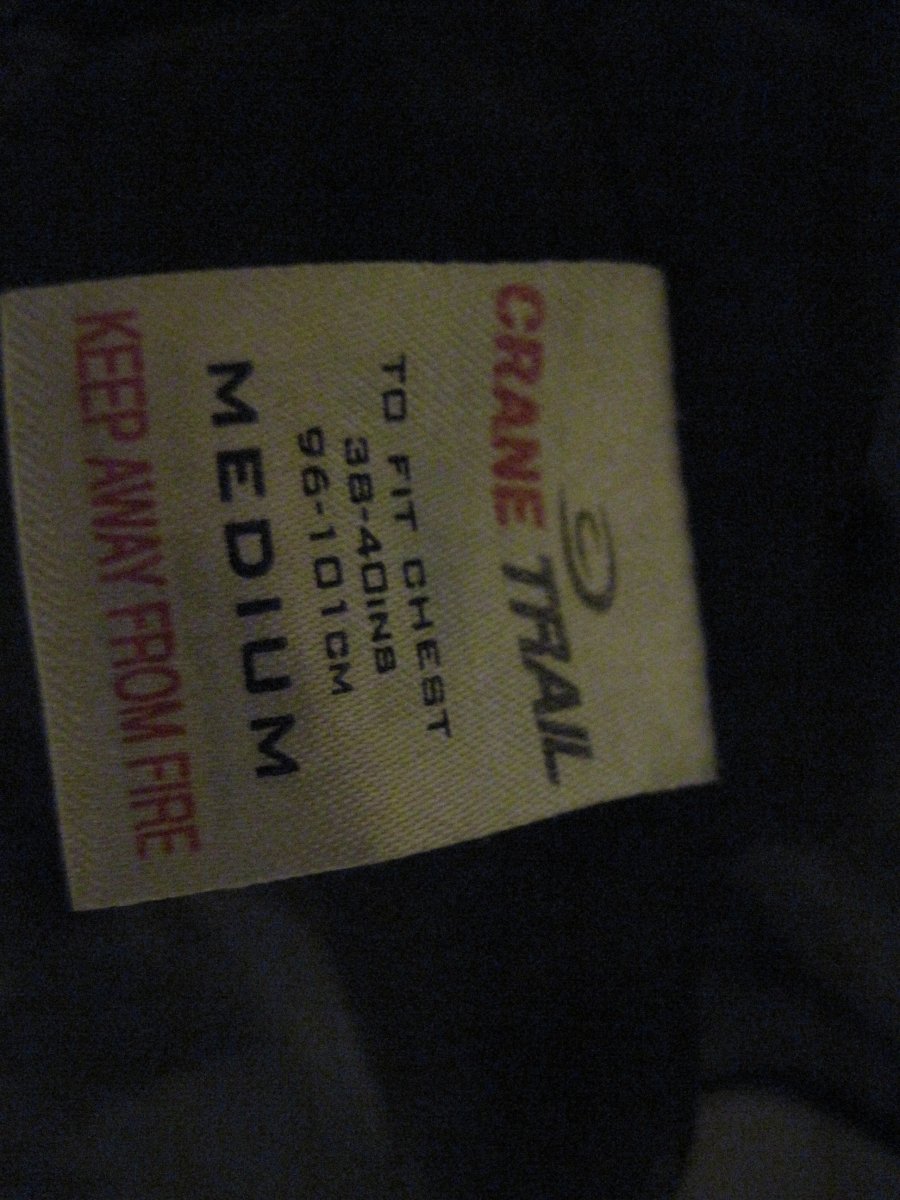 CRANE TRAIL
TO FIT CHEST
38-40INS
96-101CM
MEDIUM
KEEP AWAY FROM FIRE